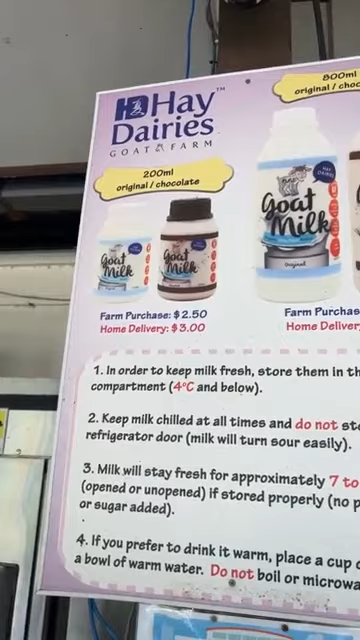 Hay™
Dairies
GOAT FARM
200ml
original / chocolate
800ml
original / choc
Goat
Milk
Goat
Milk
Goat
Milk
Original
Farm Purchase: $2.50
Home Delivery: $3.00
Farm Purchas
Home Deliver
1. In order to keep milk fresh, store them in th
compartment (4°C and below).
2. Keep milk chilled at all times and do not sto
refrigerator door (milk will turn sour easily).
3. Milk will stay fresh for approximately 7 to
(opened or unopened) if stored properly (no p
or sugar added).
4. If you prefer to drink it warm, place a cup o
a bowl of warm water. Do not boil or microwa